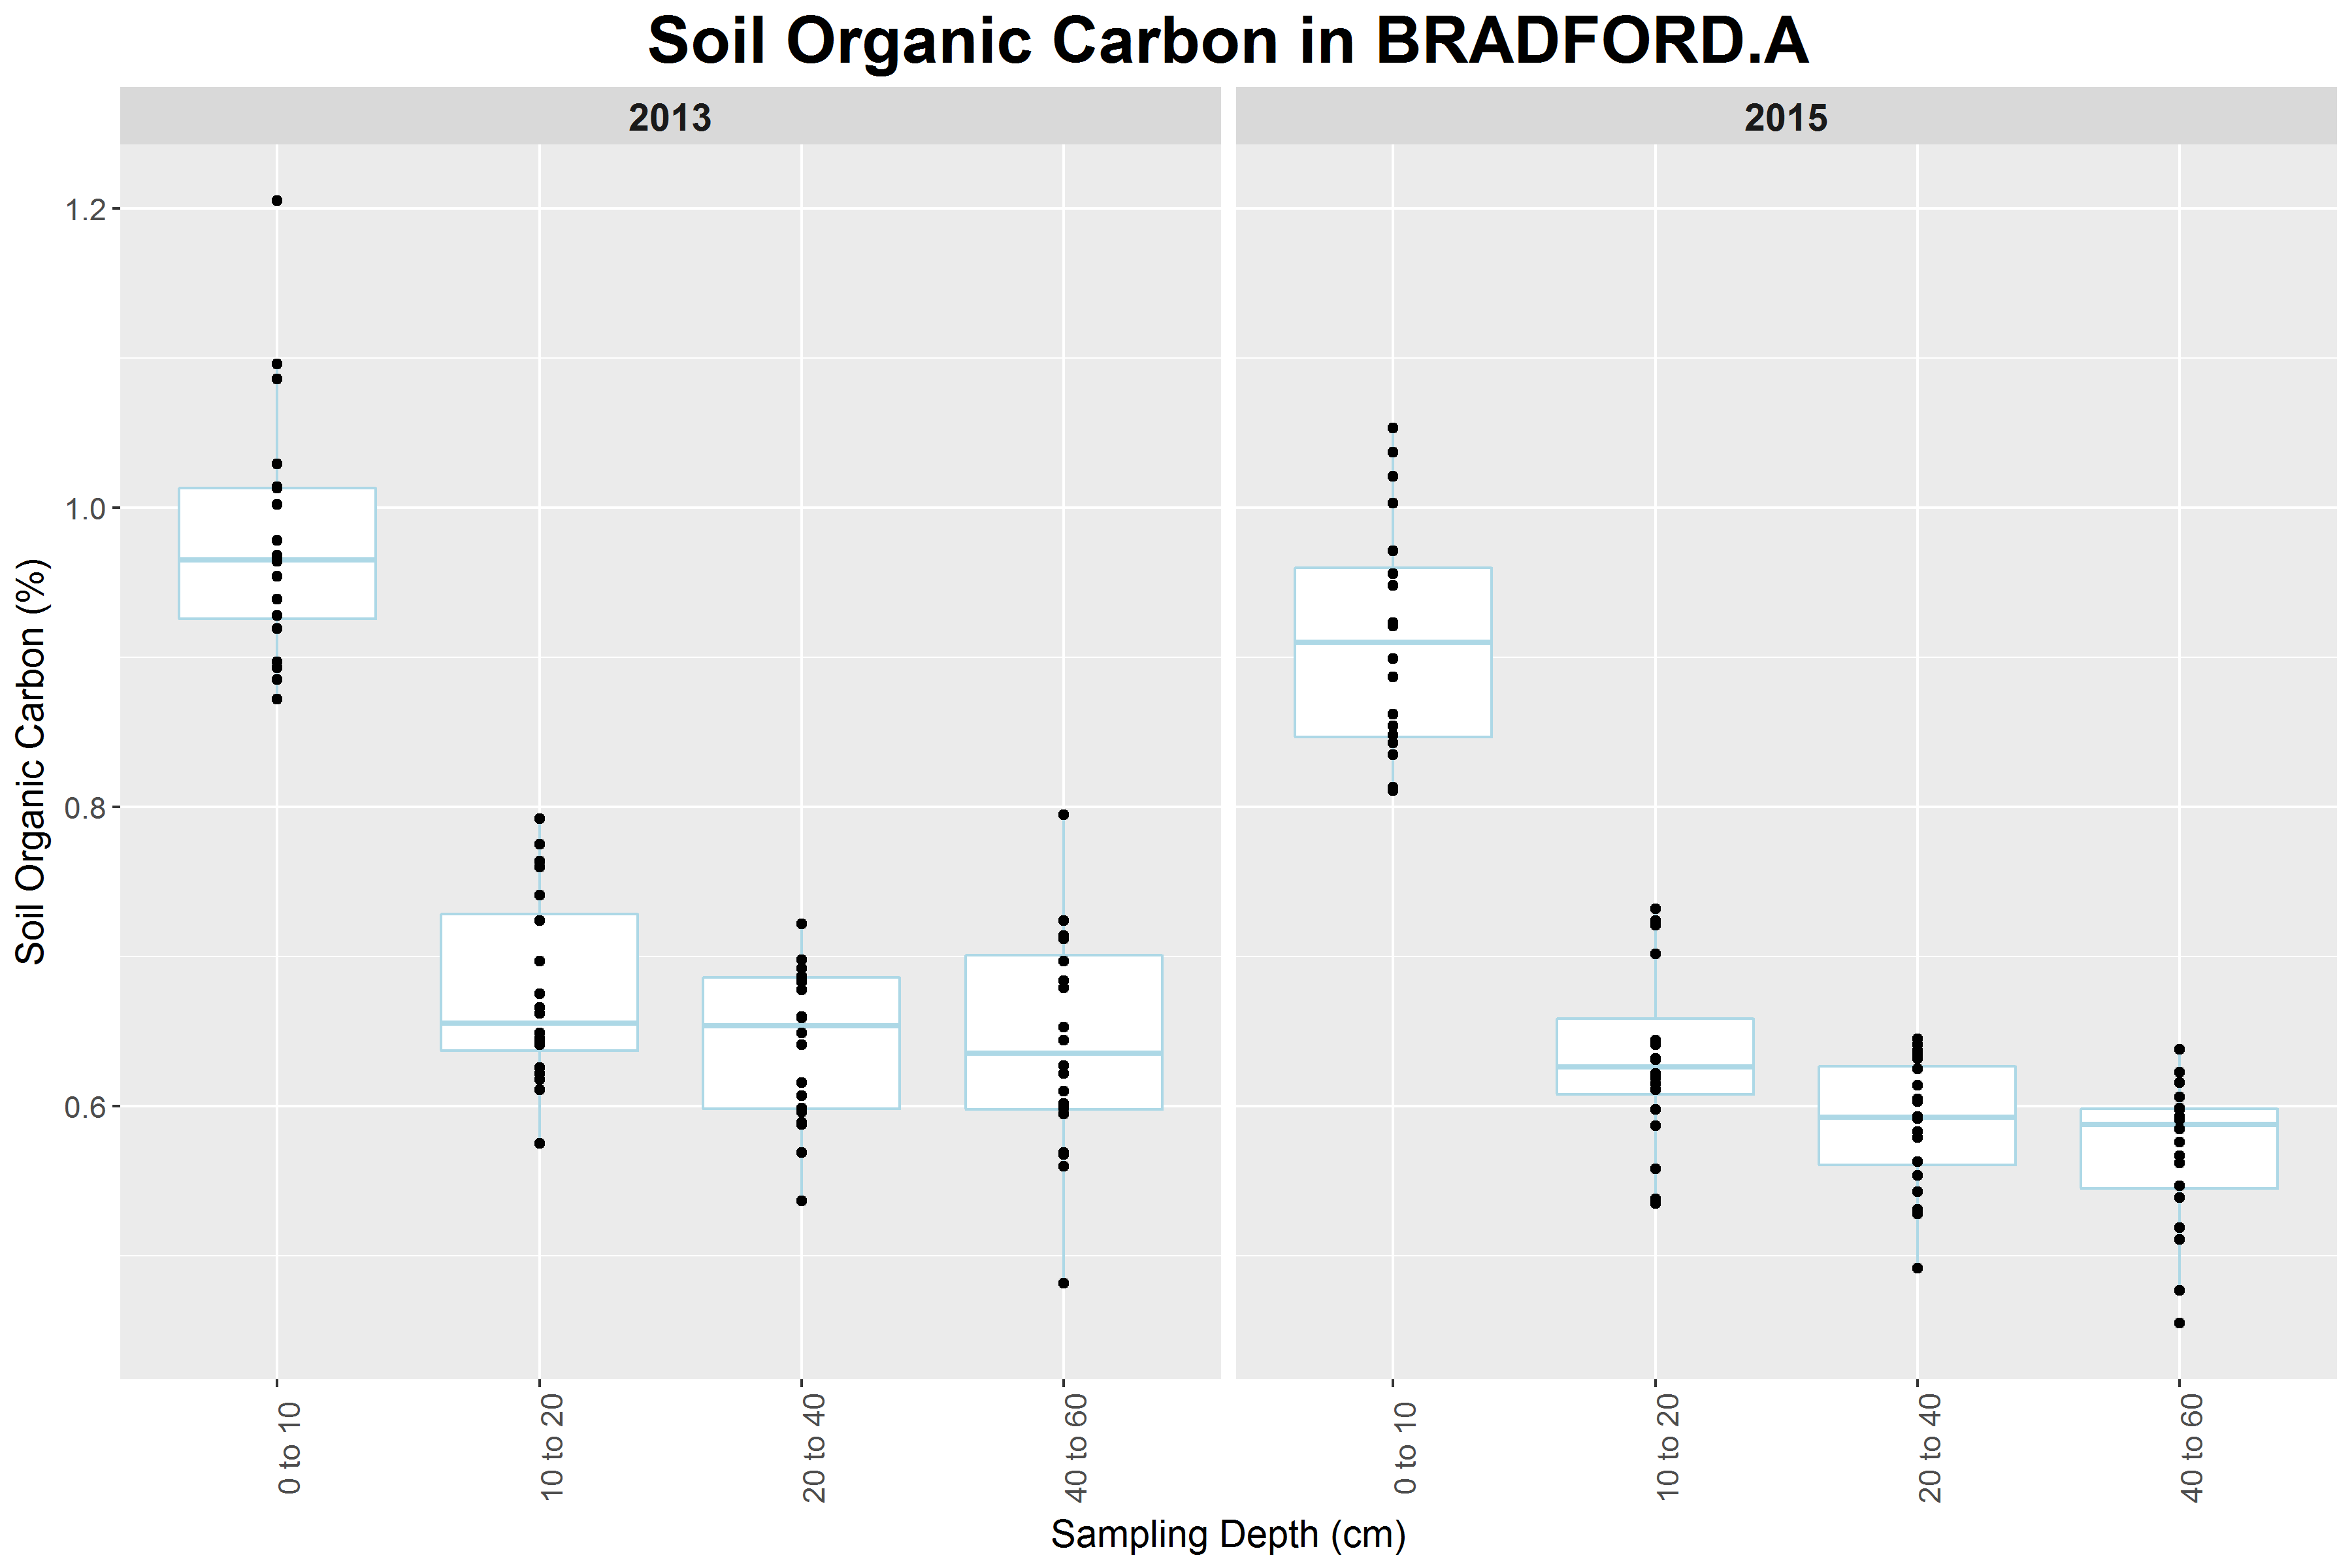 Soil Organic Carbon in BRADFORD.A
2013
2015
Soil Organic Carbon (%)
1.2
1.0
0.8
0.6
0 to 10
10 to 20
20 to 40
40 to 60
0 to 10
10 to 20
20 to 40
40 to 60
Sampling Depth (cm)